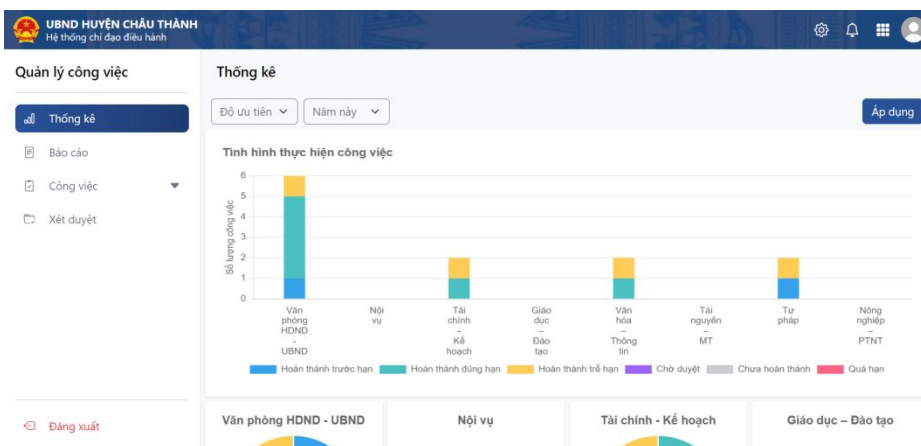 UBND HUYỆN CHÂU THÀNH
Hệ thống chỉ đạo điều hành
Quản lý công việc
Thống kê
Báo cáo
Công việc
Xét duyệt
Đăng xuất
Thống kê
Độ ưu tiên
Năm này
Áp dụng
Tình hình thực hiện công việc
Số lượng công việc
6
5
4
3
2
1
0
Văn
phòng
HDND
-
UBND
Nội
vụ
Tài
chính
-
Kế
hoạch
Giáo
dục
–
Đào
tạo
Văn
hóa
–
Thông
tin
Tài
nguyên
–
MT
Tư
pháp
Nông
nghiệp
–
PTNT
Hoàn thành trước hạn
Hoàn thành đúng hạn
Hoàn thành trễ hạn
Chờ duyệt
Chưa hoàn thành
Quá hạn
Văn phòng HDND - UBND
Nội vụ
Tài chính - Kế hoạch
Giáo dục – Đào tạo